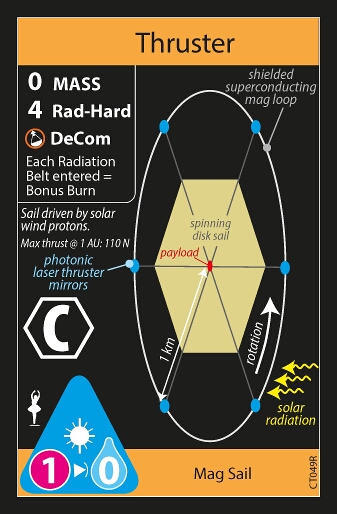 Thruster
0 MASS
4 Rad-Hard
DeCom
Each Radiation
Belt entered =
Bonus Burn
Sail driven by solar
wind protons.
Max thrust @ 1 AU: 110 N
shielded
superconducting
mag loop
spinning
disk sail
payload
photonic
laser thruster
mirrors
1 km
rotation
solar
radiation
C
1 0
Mag Sail
CT049R